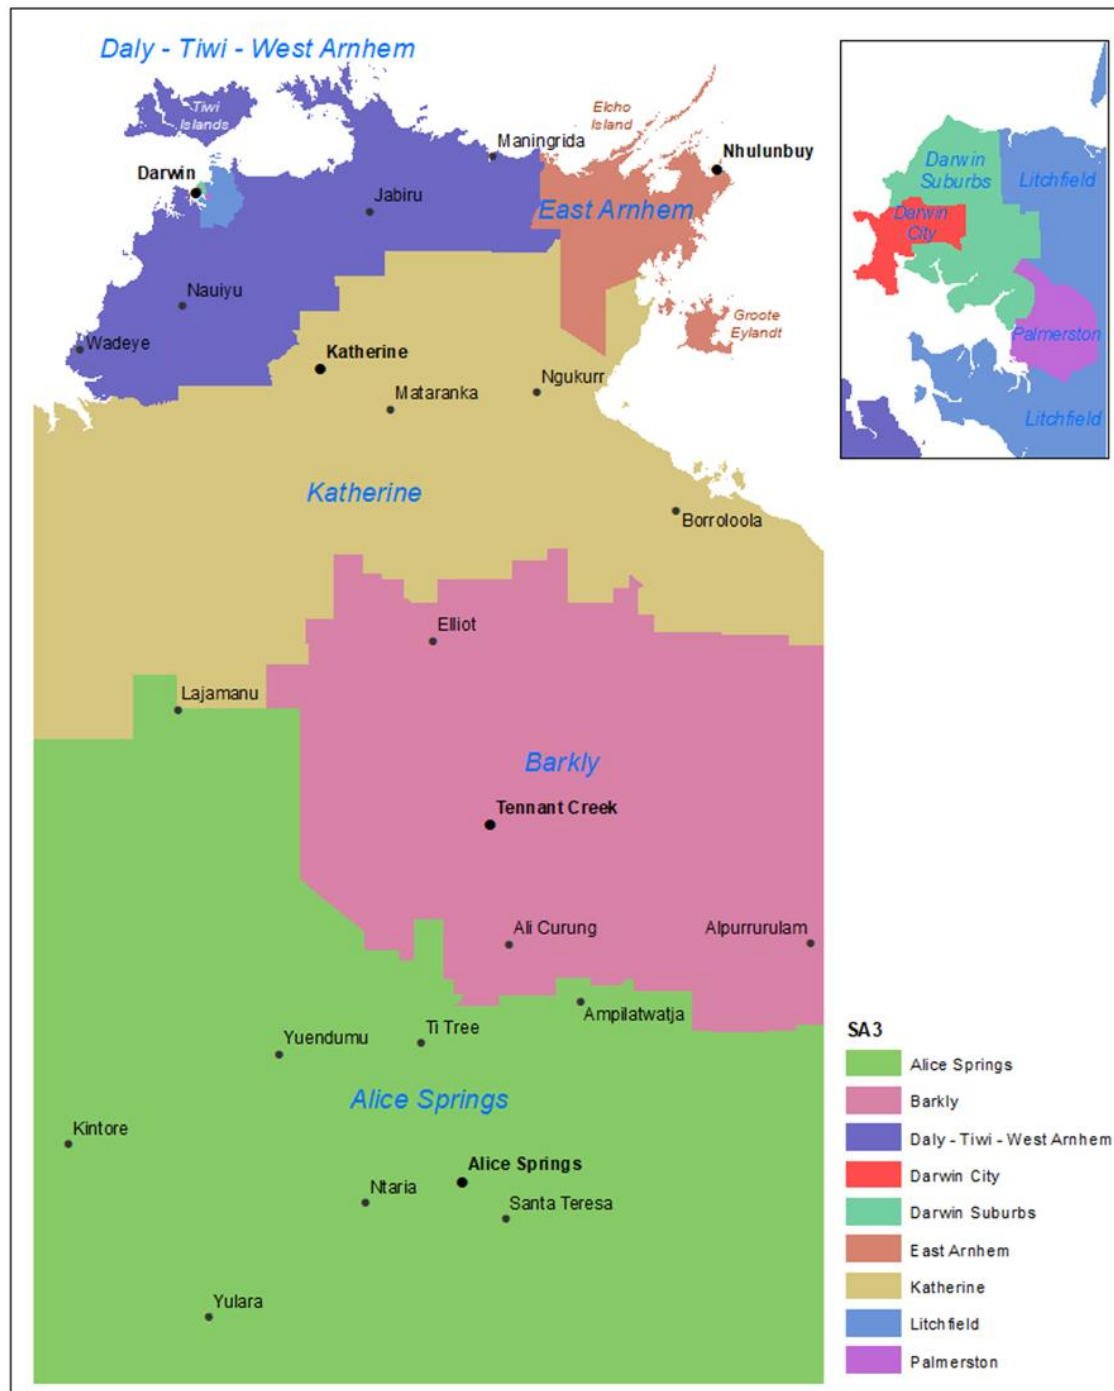 Daly - Tiwi - West Arnhem
Tiwi
Islands
Elcho
Island
Maningrida
Nhulunbuy
Darwin
Jabiru
East Arnhem
Nauiyu
Groote
Eylandt
Wadeye
Katherine
Mataranka
Ngukurr
Katherine
Borroloola
Elliot
Lajamanu
Barkly
Tennant Creek
Ali Curung
Alpurrurulam
Ampilatwatja
Ti Tree
Yuendumu
Alice Springs
Kintore
Alice Springs
Ntaria
Santa Teresa
Yulara
Darwin
Suburbs
Litchfield
Darwin
City
Palmerston
Litchfield
SA3
Alice Springs
Barkly
Daly - Tiwi - West Arnhem
Darwin City
Darwin Suburbs
East Arnhem
Katherine
Litchfield
Palmerston